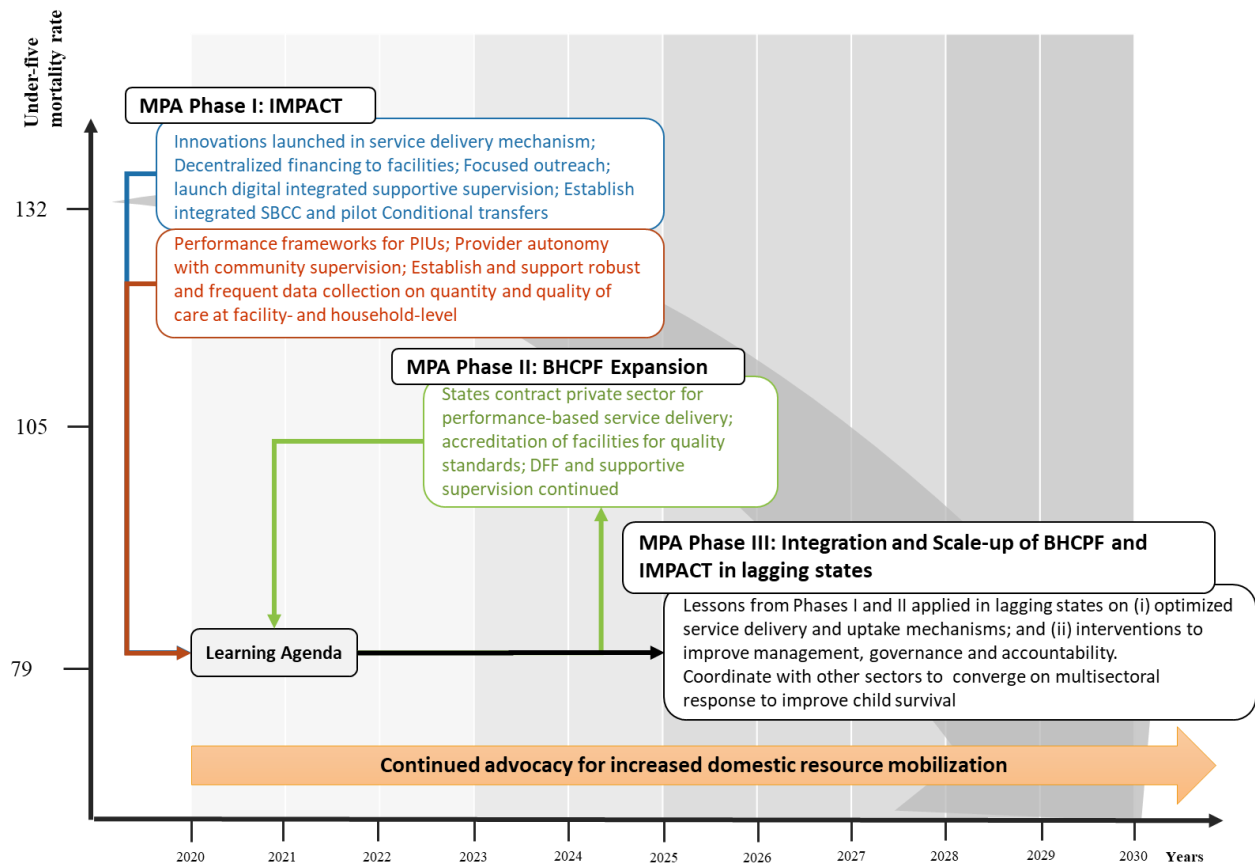 Under-five
mortality rate
132
105
79
MPA Phase I: IMPACT
Innovations launched in service delivery mechanism;
Decentralized financing to facilities; Focused outreach;
launch digital integrated supportive supervision; Establish
integrated SBCC and pilot Conditional transfers
Performance frameworks for PIUs; Provider autonomy
with community supervision; Establish and support robust
and frequent data collection on quantity and quality of
care at facility- and household-level
MPA Phase II: BHCPF Expansion
States contract private sector for
performance-based service delivery;
accreditation of facilities for quality
standards; DFF and supportive
supervision continued
MPA Phase III: Integration and Scale-up of BHCPF and
IMPACT in lagging states
Lessons from Phases I and II applied in lagging states on (i) optimized
service delivery and uptake mechanisms; and (ii) interventions to
improve management, governance and accountability.
Coordinate with other sectors to converge on multisectoral
response to improve child survival
Learning Agenda
Continued advocacy for increased domestic resource mobilization
2020 2021 2022 2023 2024 2025 2026 2027 2028 2029 2030 Years